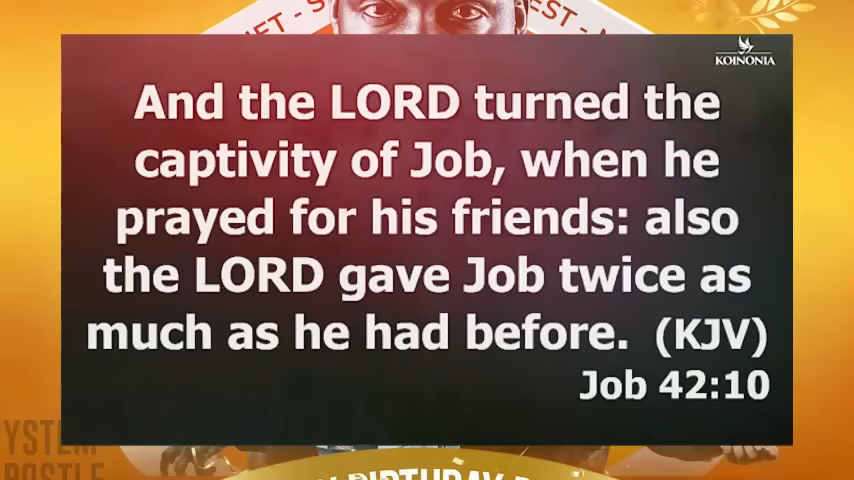 KOINONIA
And the LORD turned the
captivity of Job, when he
prayed for his friends: also
the LORD gave Job twice as
much as he had before. (KJV)
Job 42:10